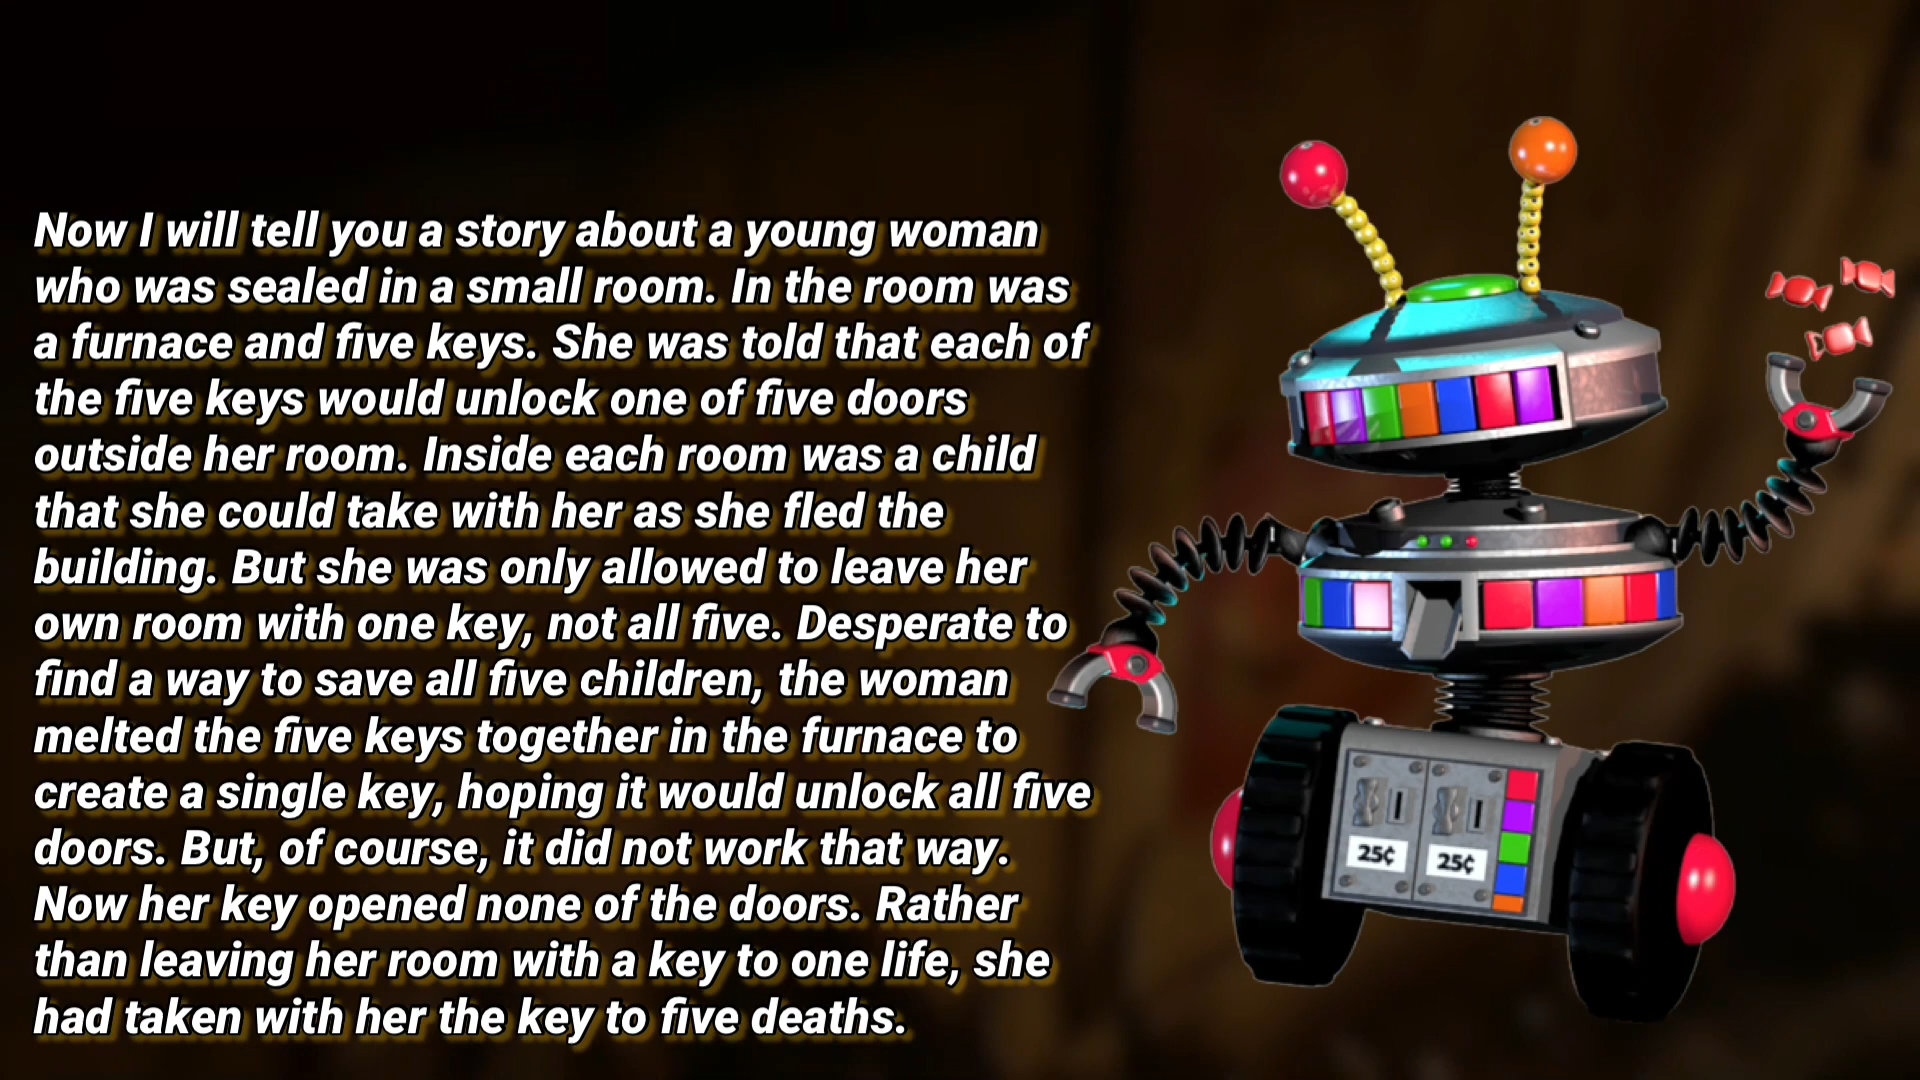 Now I will tell you a story about a young woman
who was sealed in a small room. In the room was
a furnace and five keys. She was told that each of
the five keys would unlock one of five doors
outside her room. Inside each room was a child
that she could take with her as she fled the
building. But she was only allowed to leave her
own room with one key, not all five. Desperate to
find a way to save all five children, the woman
melted the five keys together in the furnace to
create a single key, hoping it would unlock all five
doors. But, of course, it did not work that way.
Now her key opened none of the doors. Rather
than leaving her room with a key to one life, she
had taken with her the key to five deaths.
25¢ 25¢